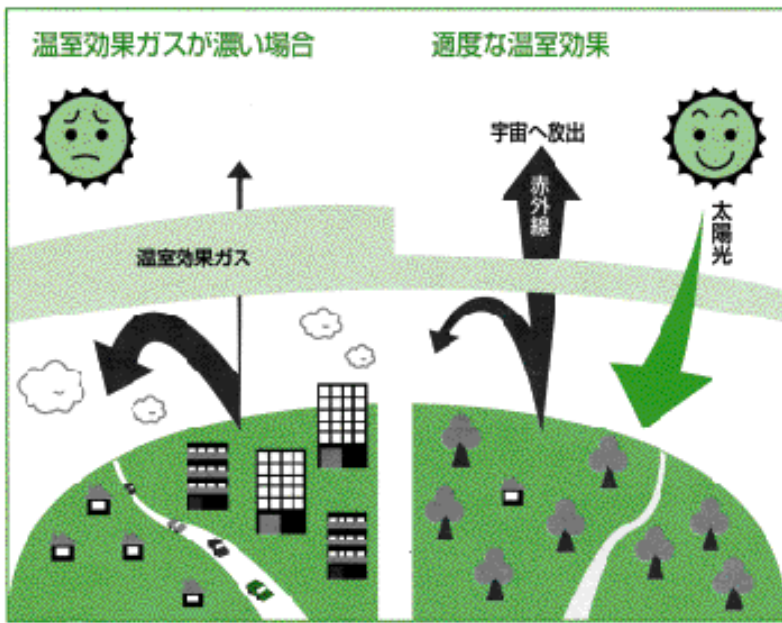 温室効果ガスが濃い場合
適度な温室効果
宇宙へ放出
赤外線
太陽光
温室効果ガス